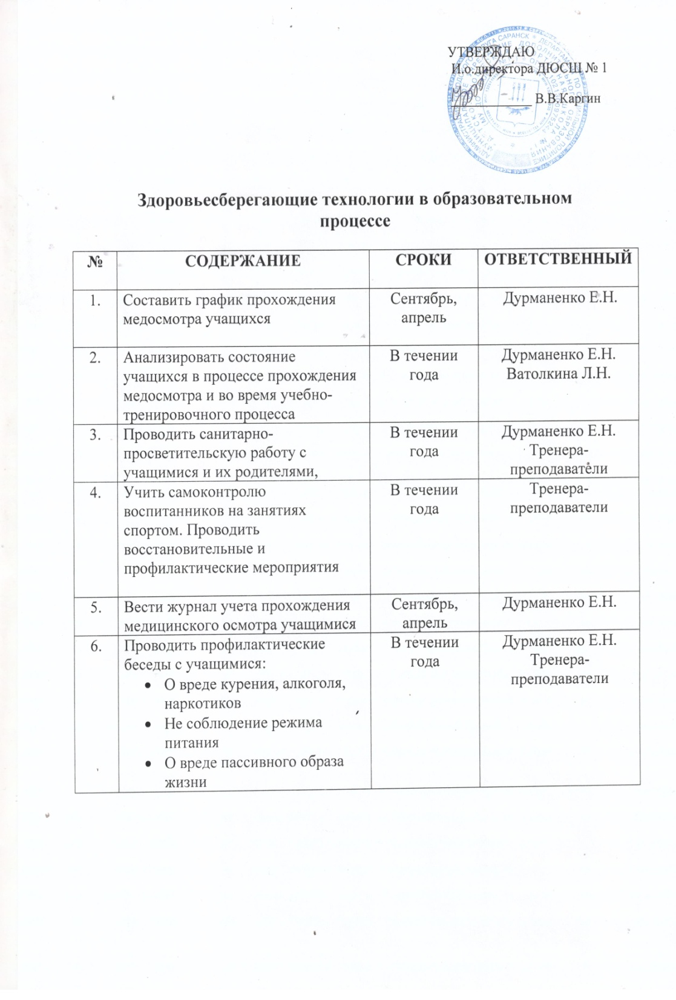 УТВЕРЖДАЮ
И.о.директора ДЮСШ № 1
В.В.Каргин
Здоровьесберегающие технологии в образовательном
процессе
№ СОДЕРЖАНИЕ СРОКИ ОТВЕТСТВЕННЫЙ
1. Составить график прохождения
медосмотра учащихся
Сентябрь,
апрель
Дурманенко Е.Н.
2. Анализировать состояние
учащихся в процессе прохождения
медосмотра и во время учебно-
тренировочного процесса
В течении
года
Дурманенко Е.Н.
Ватолкина Л.Н.
3. Проводить санитарно-
просветительскую работу с
учащимися и их родителями,
В течении
года
Дурманенко Е.Н.
Тренера-
преподаватели
4. Учить самоконтролю
воспитанников на занятиях
спортом. Проводить
восстановительные и
профилактические мероприятия
В течении
года
Тренера-
преподаватели
5. Вести журнал учета прохождения
медицинского осмотра учащимися
Сентябрь,
апрель
Дурманенко Е.Н.
6. Проводить профилактические
беседы с учащимися:
• О вреде курения, алкоголя,
наркотиков
• Не соблюдение режима
питания
• О вреде пассивного образа
жизни
В течении
года
Дурманенко Е.Н.
Тренера-
преподаватели